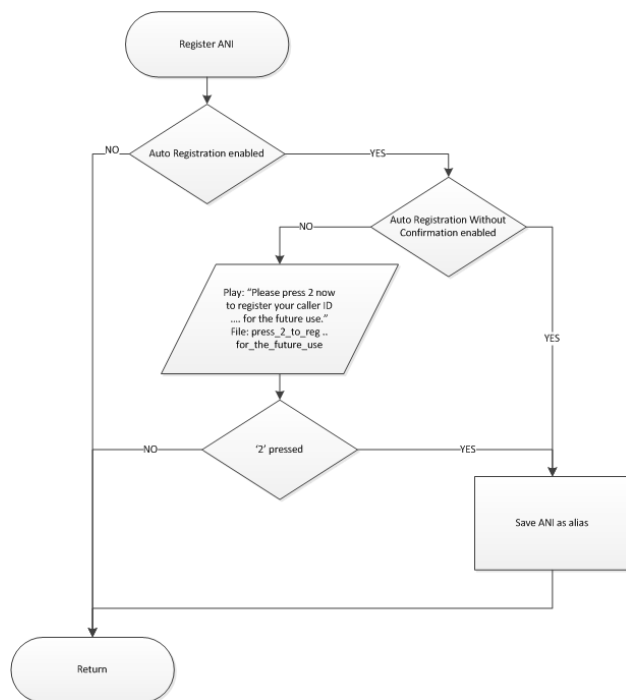 Register ANI
Auto Registration enabled
NO
YES
Auto Registration Without
Confirmation enabled
NO
YES
Play: “Please press 2 now
to register your caller ID
.... for the future use.”
File: press_2_to_reg ..
for_the_future_use
‘2’ pressed
NO
YES
Save ANI as alias
Return